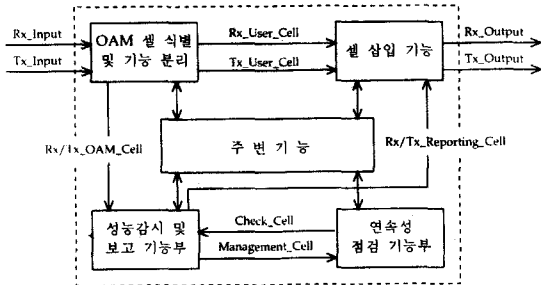 Rx_Input
Tx_Input
OAM 셀 식별
및 기능 분리
Rx_User_Cell
Tx_User_Cell
셀 삽입 기능
Rx_Output
Tx_Output
Rx/Tx_OAM_Cell
주 변 기 능
Rx/Tx_Reporting_Cell
성능감시 및
보고 기능부
Check_Cell
Management_Cell
연속성
점검 기능부